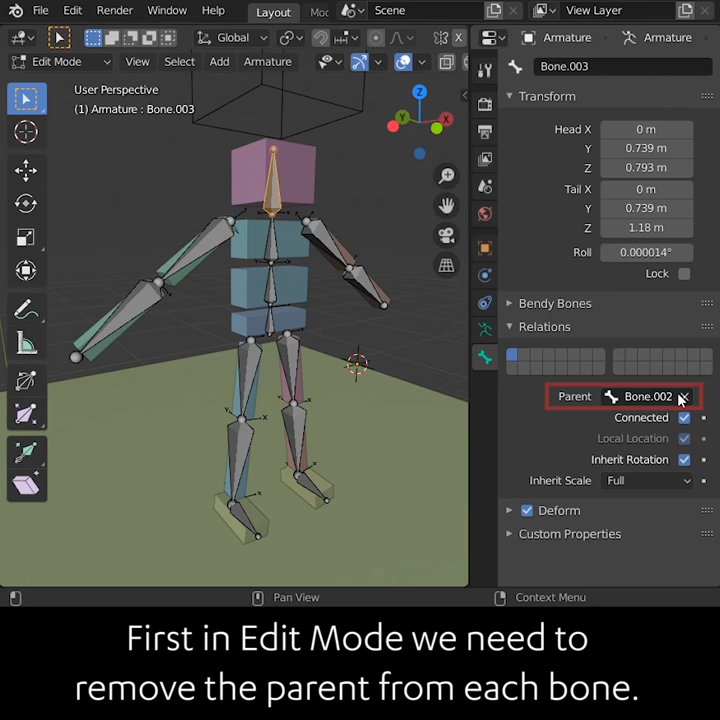 File Edit Render Window Help Layout Moc Scene View Layer
Global
Armature Armature
Edit Mode View Select Add Armature
Bone.003
User Perspective
(1) Armature : Bone.003
Z
Y
X
Transform
Head X 0 m
Y 0.739 m
Z 0.793 m
Tail X 0 m
Y 0.739 m
Z 1.18 m
Roll 0.000014°
Lock
Bendy Bones
Relations
Parent Bone.002
Connected
Local Location
Inherit Rotation
Inherit Scale Full
Deform
Custom Properties
Pan View Context Menu
First in Edit Mode we need to
remove the parent from each bone.